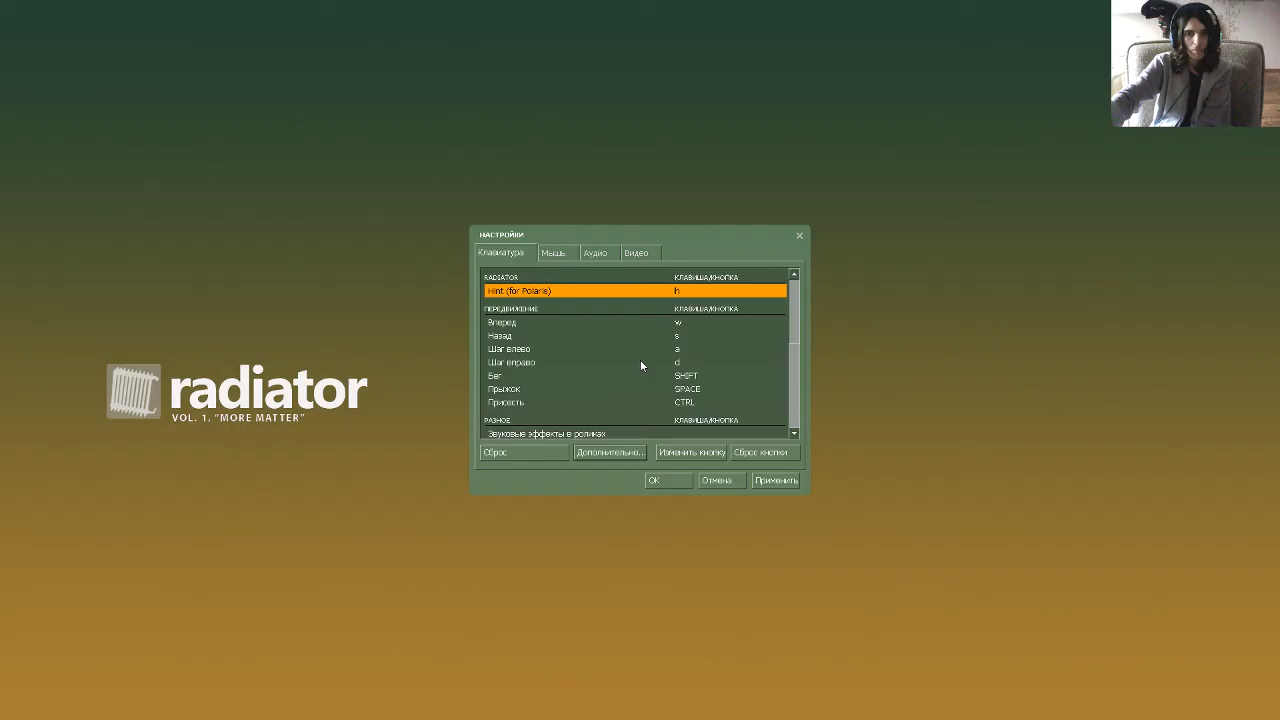 НАСТРОЙКИ
Клавиатура Мышь Аудио Видео
RADIATOR КЛАВИША/КНОПКА
Hint (for Polaris) h
ПЕРЕДВИЖЕНИЕ КЛАВИША/КНОПКА
Вперед w
Назад s
Шаг влево a
Шаг вправо d
Бег SHIFT
Прыжок SPACE
Присесть CTRL
РАЗНОЕ КЛАВИША/КНОПКА
Звуковые эффекты в роликах
Сброс Дополнительно... Изменить кнопку Сброс кнопки
OK Отмена Применить
radiator
VOL. 1, "MORE MATTER"